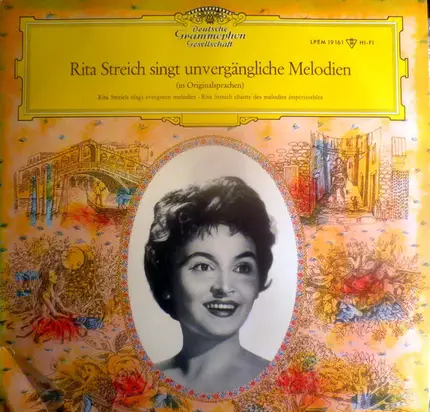 Deutsche
Grammophon
Gesellschaft
LPEM 19 161 HI-FI
Rita Streich singt unvergängliche Melodien
(in Originalsprachen)
Rita Streich sings evergreen melodies - Rita Streich chante des mélodies impérissables